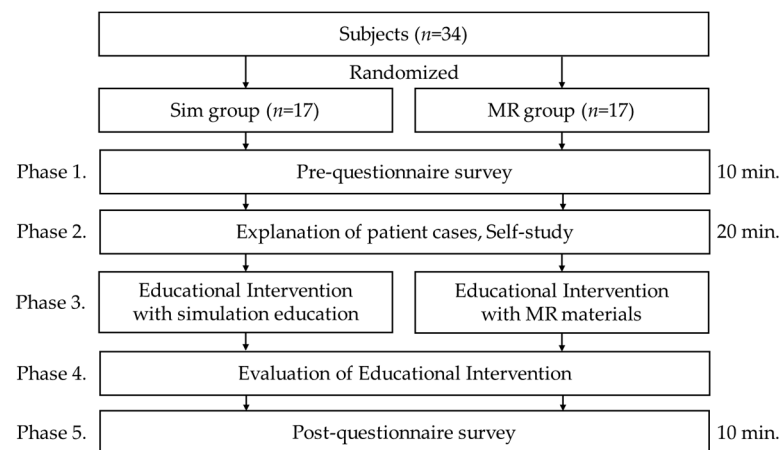 Subjects (n=34)
Randomized
Sim group (n=17)
MR group (n=17)
Phase 1.
Pre-questionnaire survey
10 min.
Phase 2.
Explanation of patient cases, Self-study
20 min.
Phase 3.
Educational Intervention
with simulation education
Educational Intervention
with MR materials
Phase 4.
Evaluation of Educational Intervention
Phase 5.
Post-questionnaire survey
10 min.